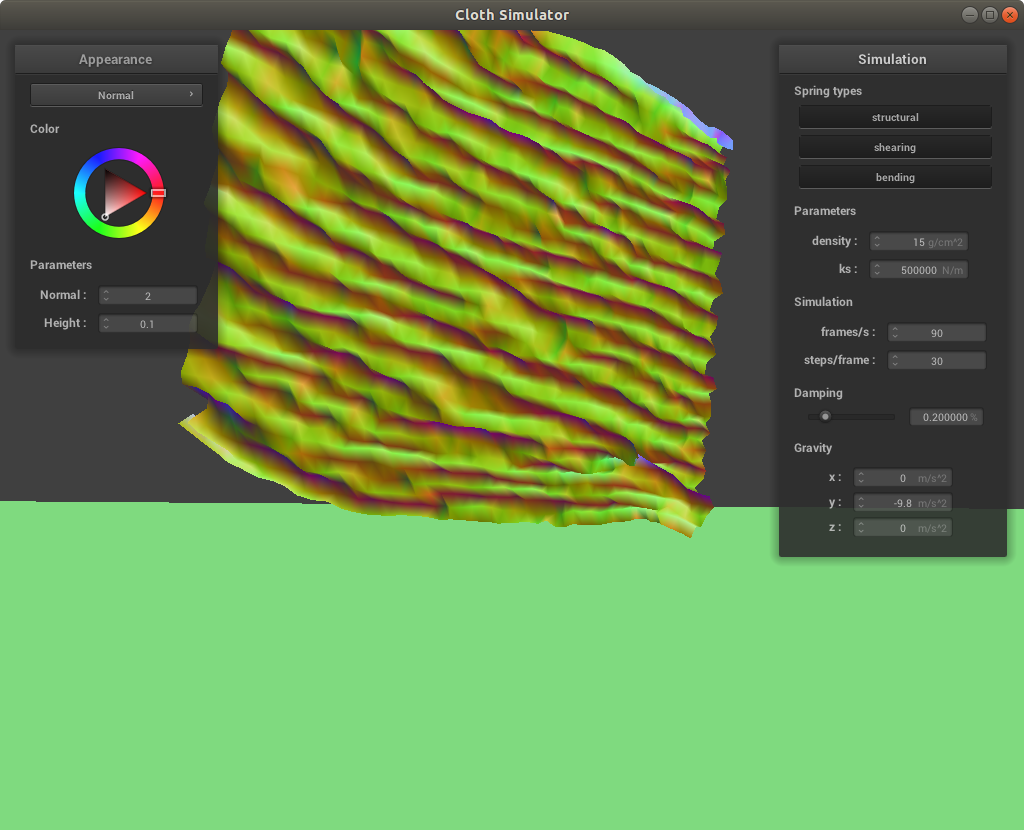 Cloth Simulator
Appearance
Normal
Color
Parameters
Normal : 2
Height : 0.1
Simulation
Spring types
structural
shearing
bending
Parameters
density : 15 g/cm^2
ks : 500000 N/m
Simulation
frames/s : 90
steps/frame : 30
Damping
0.200000 %
Gravity
x : 0 m/s^2
y : -9.8 m/s^2
z : 0 m/s^2